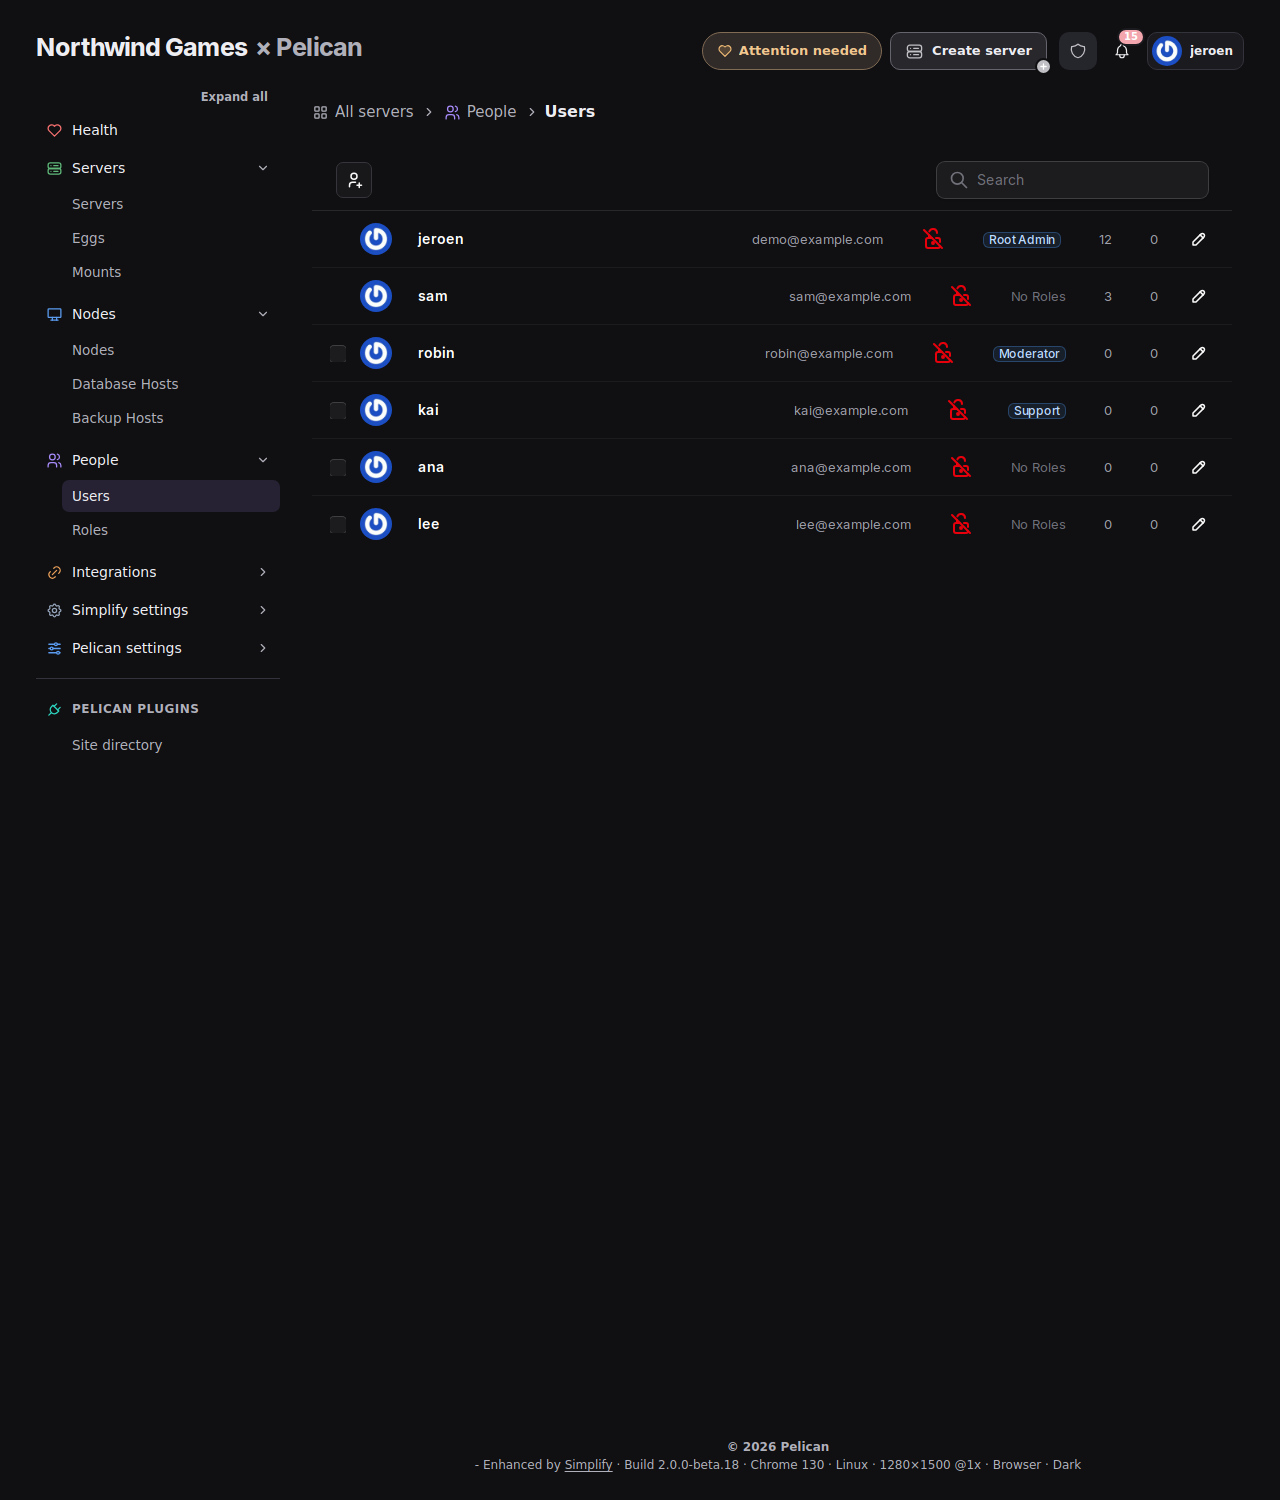 Northwind Games × Pelican
Attention needed
Create server
15
jeroen
Expand all
Health
Servers
Servers
Eggs
Mounts
Nodes
Nodes
Database Hosts
Backup Hosts
People
Users
Roles
Integrations
Simplify settings
Pelican settings
PELICAN PLUGINS
Site directory
All servers > People > Users
Search
jeroen demo@example.com Root Admin 12 0
sam sam@example.com No Roles 3 0
robin robin@example.com Moderator 0 0
kai kai@example.com Support 0 0
ana ana@example.com No Roles 0 0
lee lee@example.com No Roles 0 0
© 2026 Pelican
- Enhanced by Simplify · Build 2.0.0-beta.18 · Chrome 130 · Linux · 1280×1500 @1x · Browser · Dark